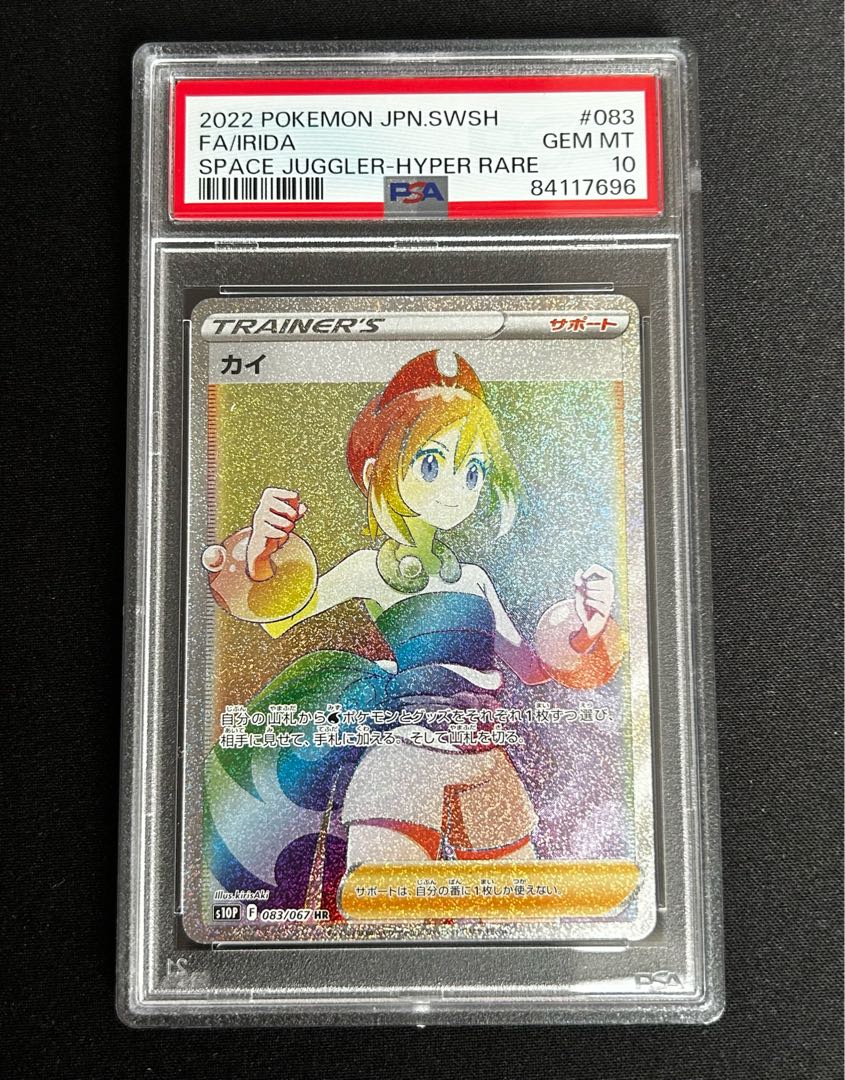 2022 POKEMON JPN.SWSH #083
FA/IRIDA GEM MT
SPACE JUGGLER-HYPER RARE 10
PSA 84117696
TRAINER'S サポート
カイ
自分の山札からポケモンとグッズをそれぞれ1枚ずつ選び、
相手に見せて、手札に加える。そして山札を切る。
サポートは、自分の番に1枚しか使えない。
Illus.kirisAki
s10P F 083/067 HR
PSA